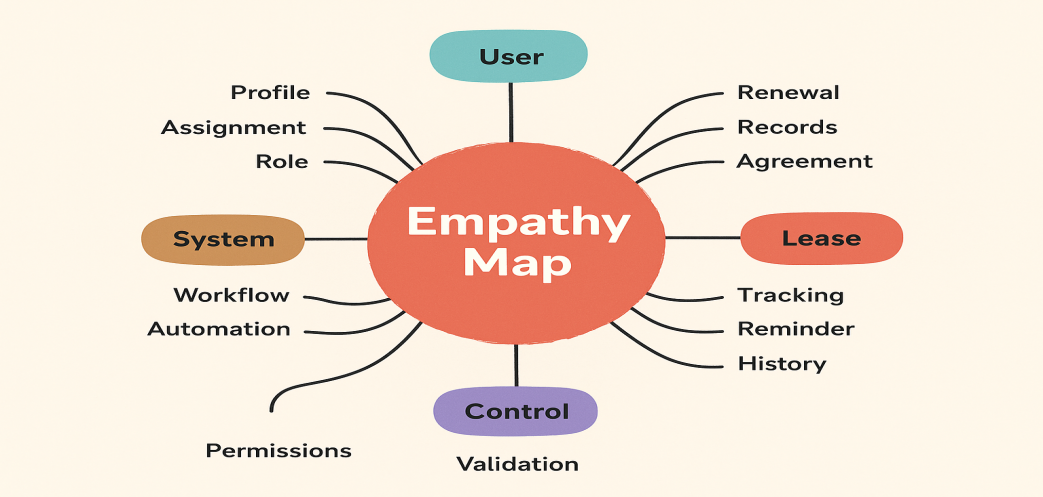 User
Profile
Assignment
Role
Renewal
Records
Agreement
Empathy
Map
System
Lease
Workflow
Automation
Tracking
Reminder
History
Permissions
Control
Validation